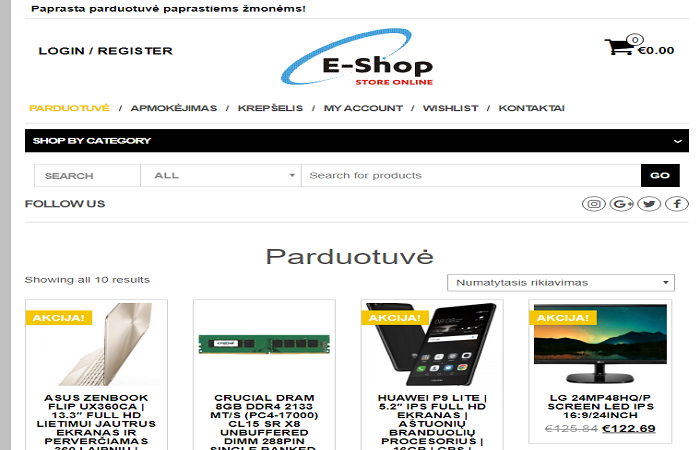 Paprasta parduotuvė paprastiems žmonėms!
LOGIN / REGISTER
E-Shop
STORE ONLINE
0
€0.00
PARDUOTUVĖ / APMOKĖJIMAS / KREPŠELIS / MY ACCOUNT / WISHLIST / KONTAKTAI
SHOP BY CATEGORY
SEARCH ALL Search for products GO
FOLLOW US
Parduotuvė
Showing all 10 results
Numatytasis rikiavimas
AKCIJA!
ASUS ZENBOOK
FLIP UX360CA |
13.3″ FULL HD
LIETIMUI JAUTRUS
EKRANAS IR
PERVERČIAMAS
360 LAIPNIU |
crucial
CRUCIAL DRAM
8GB DDR4 2133
MT/S (PC4-17000)
CL15 SR X8
UNBUFFERED
DIMM 288PIN
SINGLE RANKED
AKCIJA!
HUAWEI P9 LITE |
5.2″ IPS FULL HD
EKRANAS |
AŠTUONIŲ
BRANDUOLIŲ
PROCESORIUS |
16GB | GPS |
AKCIJA!
LG 24MP48HQ/P
SCREEN LED IPS
16:9/24INCH
€125.84 €122.69